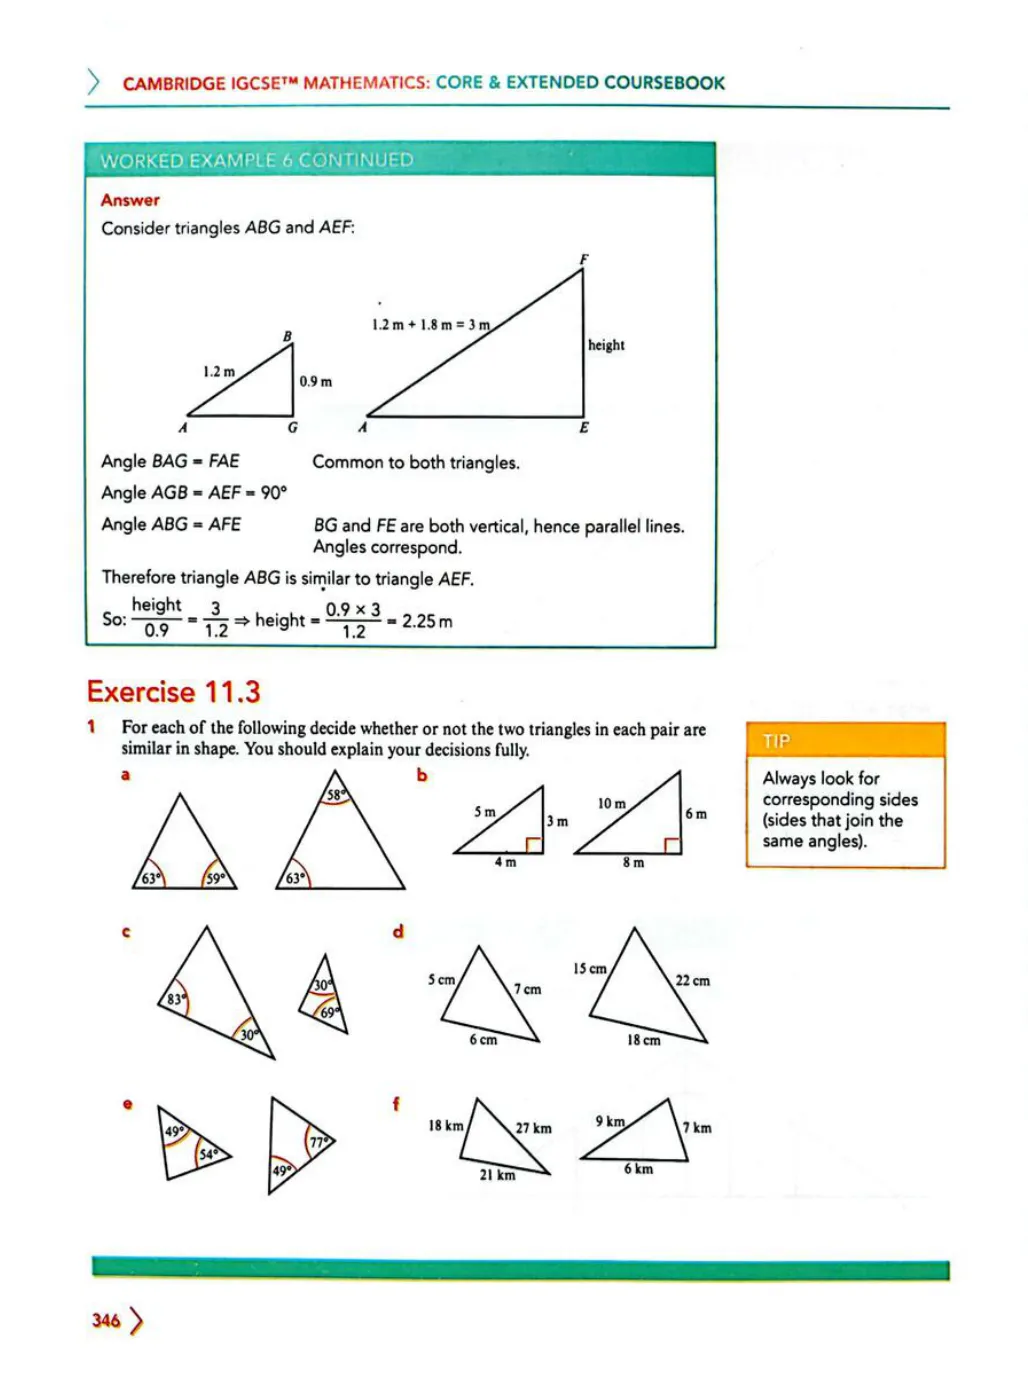 CAMBRIDGE IGCSE™ MATHEMATICS: CORE & EXTENDED COURSEBOOK
WORKED EXAMPLE 6 CONTINUED
Answer
Consider triangles ABG and AEF:
F
1.2 m + 1.8 m = 3 m
height
B
1.2 m
0.9 m
A
G
A
E
Angle BAG = FAE Common to both triangles.
Angle AGB = AEF = 90°
Angle ABG = AFE BG and FE are both vertical, hence parallel lines.
Angles correspond.
Therefore triangle ABG is similar to triangle AEF.
So: height/0.9 = 3/1.2 ⇒ height = 0.9 × 3/1.2 = 2.25 m
Exercise 11.3
1 For each of the following decide whether or not the two triangles in each pair are
similar in shape. You should explain your decisions fully.
TIP
Always look for
corresponding sides
(sides that join the
same angles).
a
63°
59°
58°
63°
b
5 m
3 m
4 m
10 m
6 m
8 m
c
83°
30°
30°
69°
d
5 cm
7 cm
6 cm
15 cm
22 cm
18 cm
e
49°
54°
77°
49°
f
18 km
27 km
21 km
9 km
7 km
6 km
346